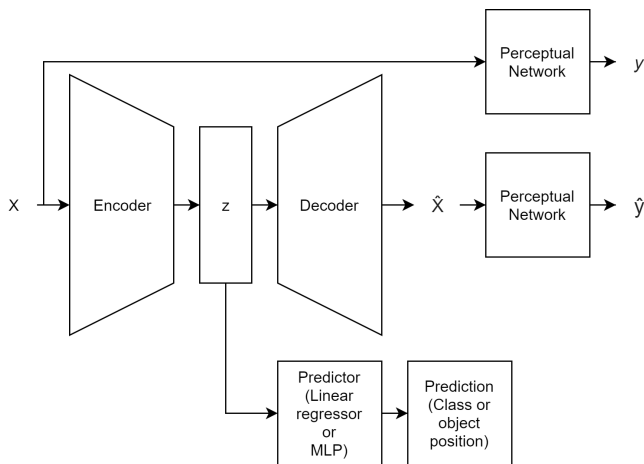 Perceptual
Network
y
X
Encoder
z
Decoder
X̂
Perceptual
Network
ŷ
Predictor
(Linear
regressor
or
MLP)
Prediction
(Class or
object
position)